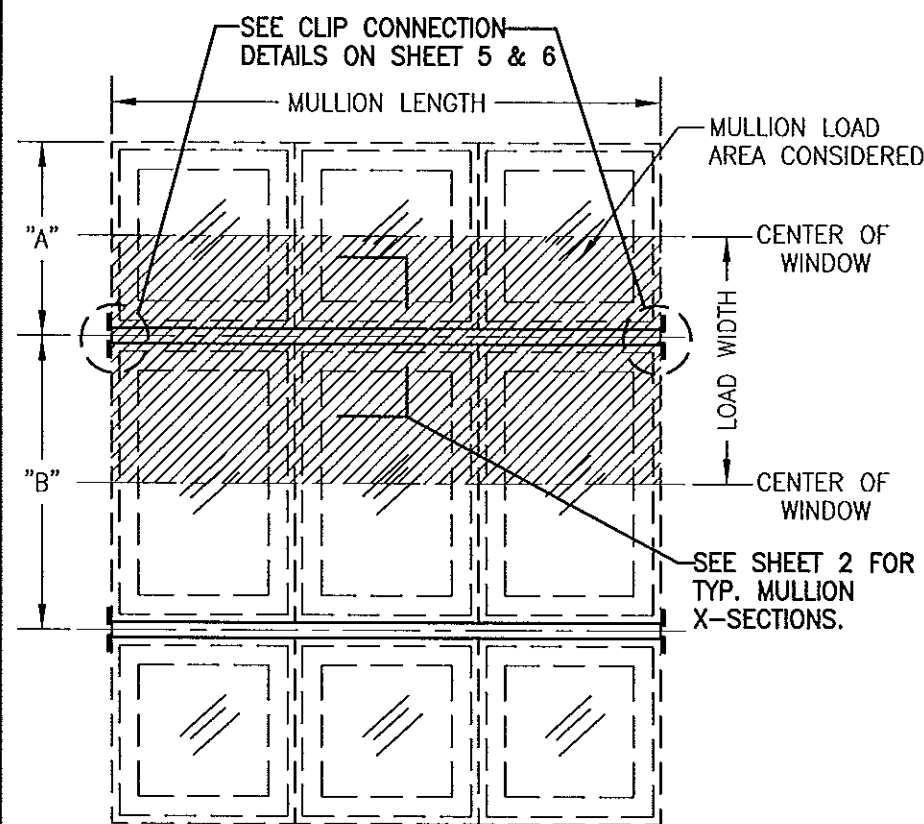 SEE CLIP CONNECTION
DETAILS ON SHEET 5 & 6
MULLION LENGTH
MULLION LOAD
AREA CONSIDERED
"A"
CENTER OF
WINDOW
LOAD WIDTH
"B"
CENTER OF
WINDOW
SEE SHEET 2 FOR
TYP. MULLION
X-SECTIONS.